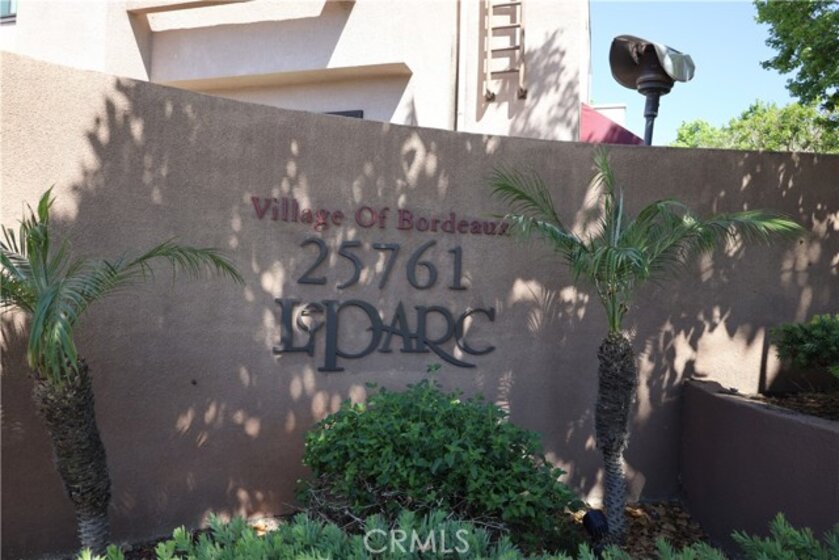 Village Of Bordeaux
25761
Le PARC
© CRMLS